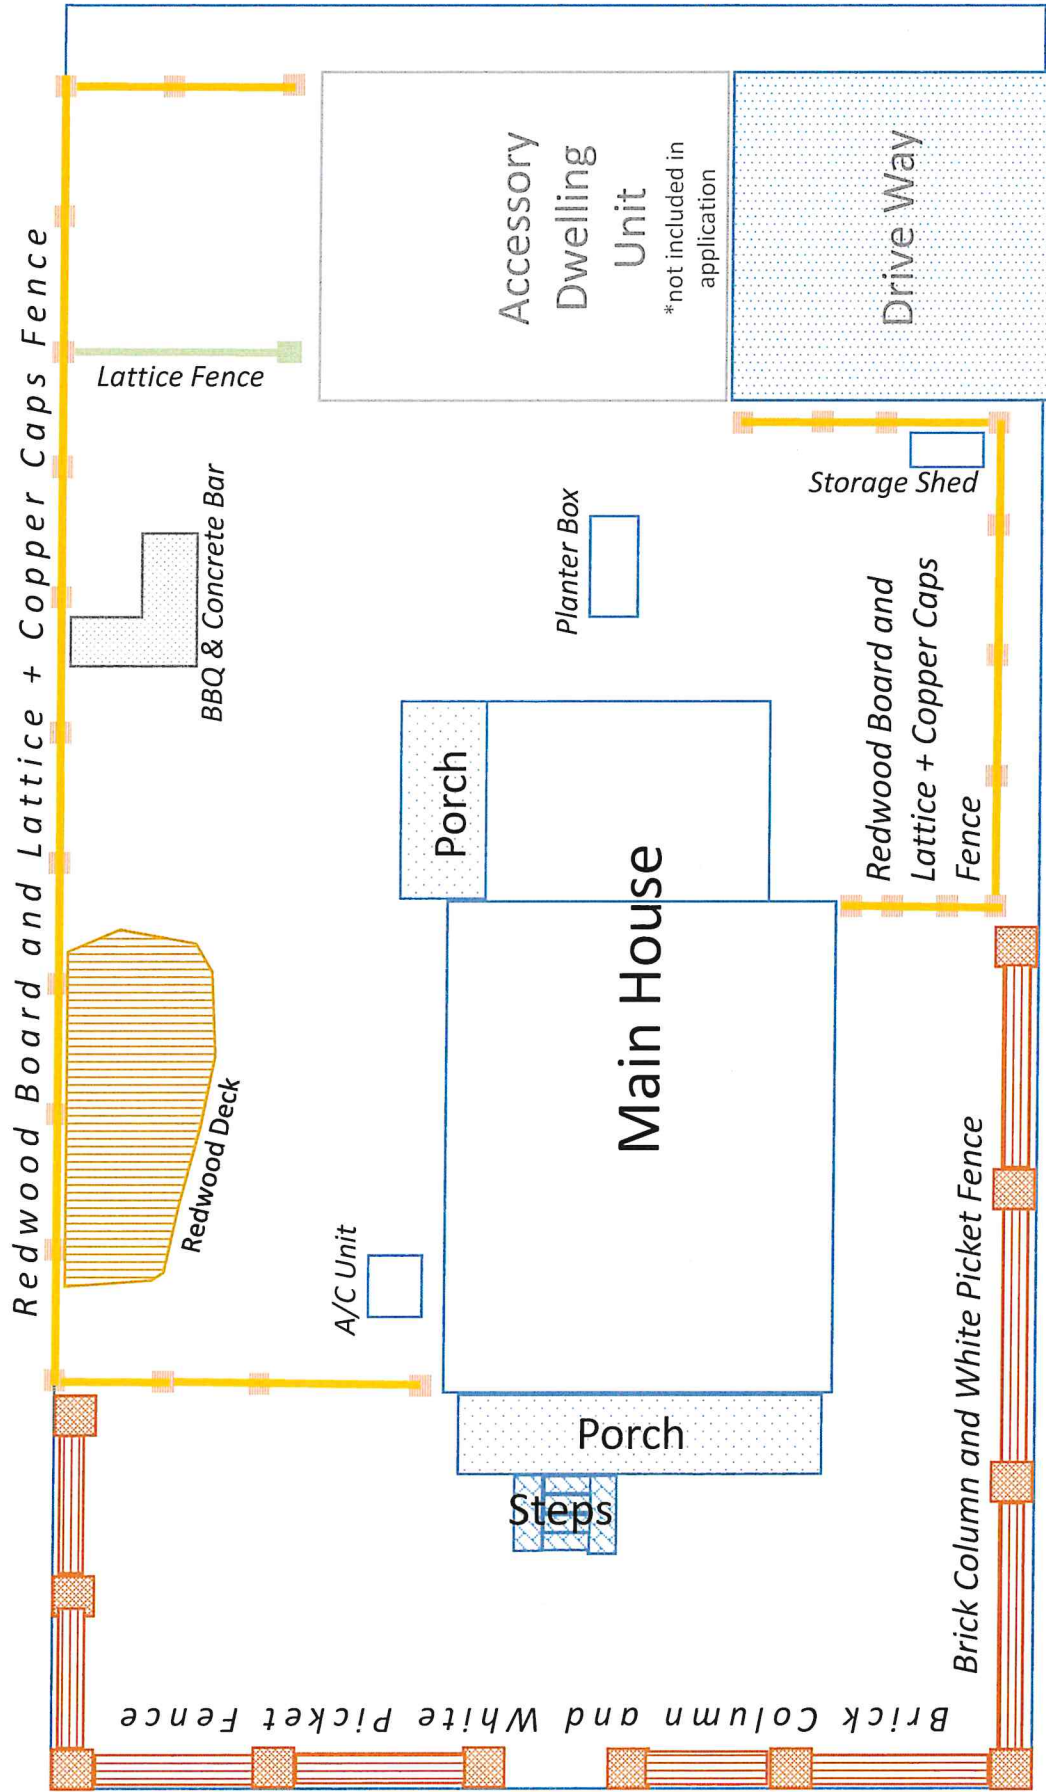 Redwood Board and Lattice + Copper Caps Fence
Lattice Fence
BBQ & Concrete Bar
Redwood Deck
A/C Unit
Accessory
Dwelling
Unit
*not included in
application
Drive Way
Storage Shed
Planter Box
Porch
Main House
Redwood Board and
Lattice + Copper Caps
Fence
Porch
Steps
Brick Column and White Picket Fence
Brick Column and White Picket Fence